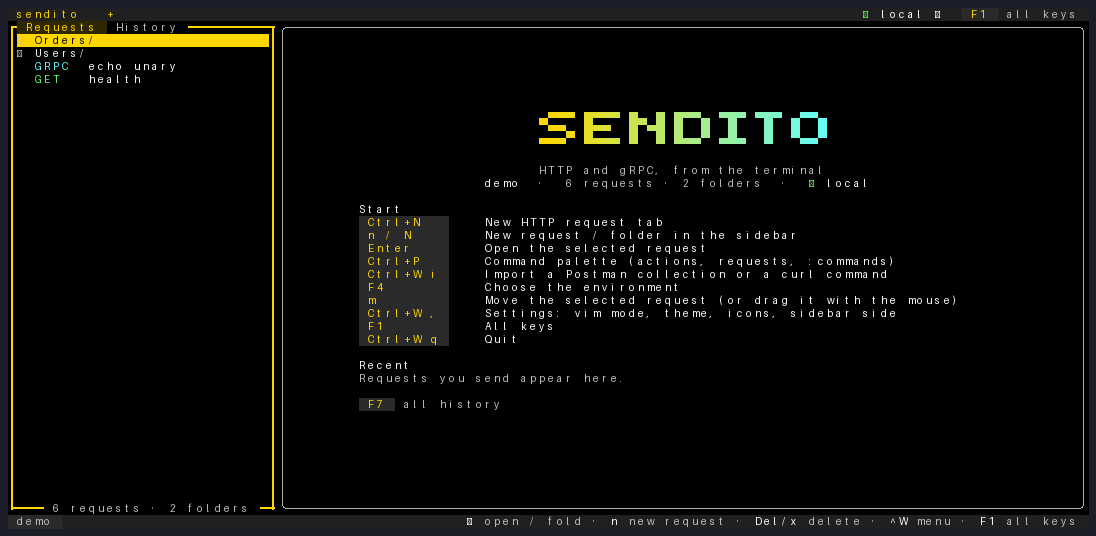 sendito +
local F1 all keys
Requests History
Orders/
Users/
GRPC echo unary
GET health
6 requests · 2 folders
SENDITO
HTTP and gRPC, from the terminal
demo · 6 requests · 2 folders · local
Start
Ctrl+N New HTTP request tab
n / N New request / folder in the sidebar
Enter Open the selected request
Ctrl+P Command palette (actions, requests, :commands)
Ctrl+W i Import a Postman collection or a curl command
F4 Choose the environment
m Move the selected request (or drag it with the mouse)
Ctrl+W , Settings: vim mode, theme, icons, sidebar side
F1 All keys
Ctrl+W q Quit
Recent
Requests you send appear here.
F7 all history
demo
open / fold · n new request · Del/x delete · ^W menu · F1 all keys